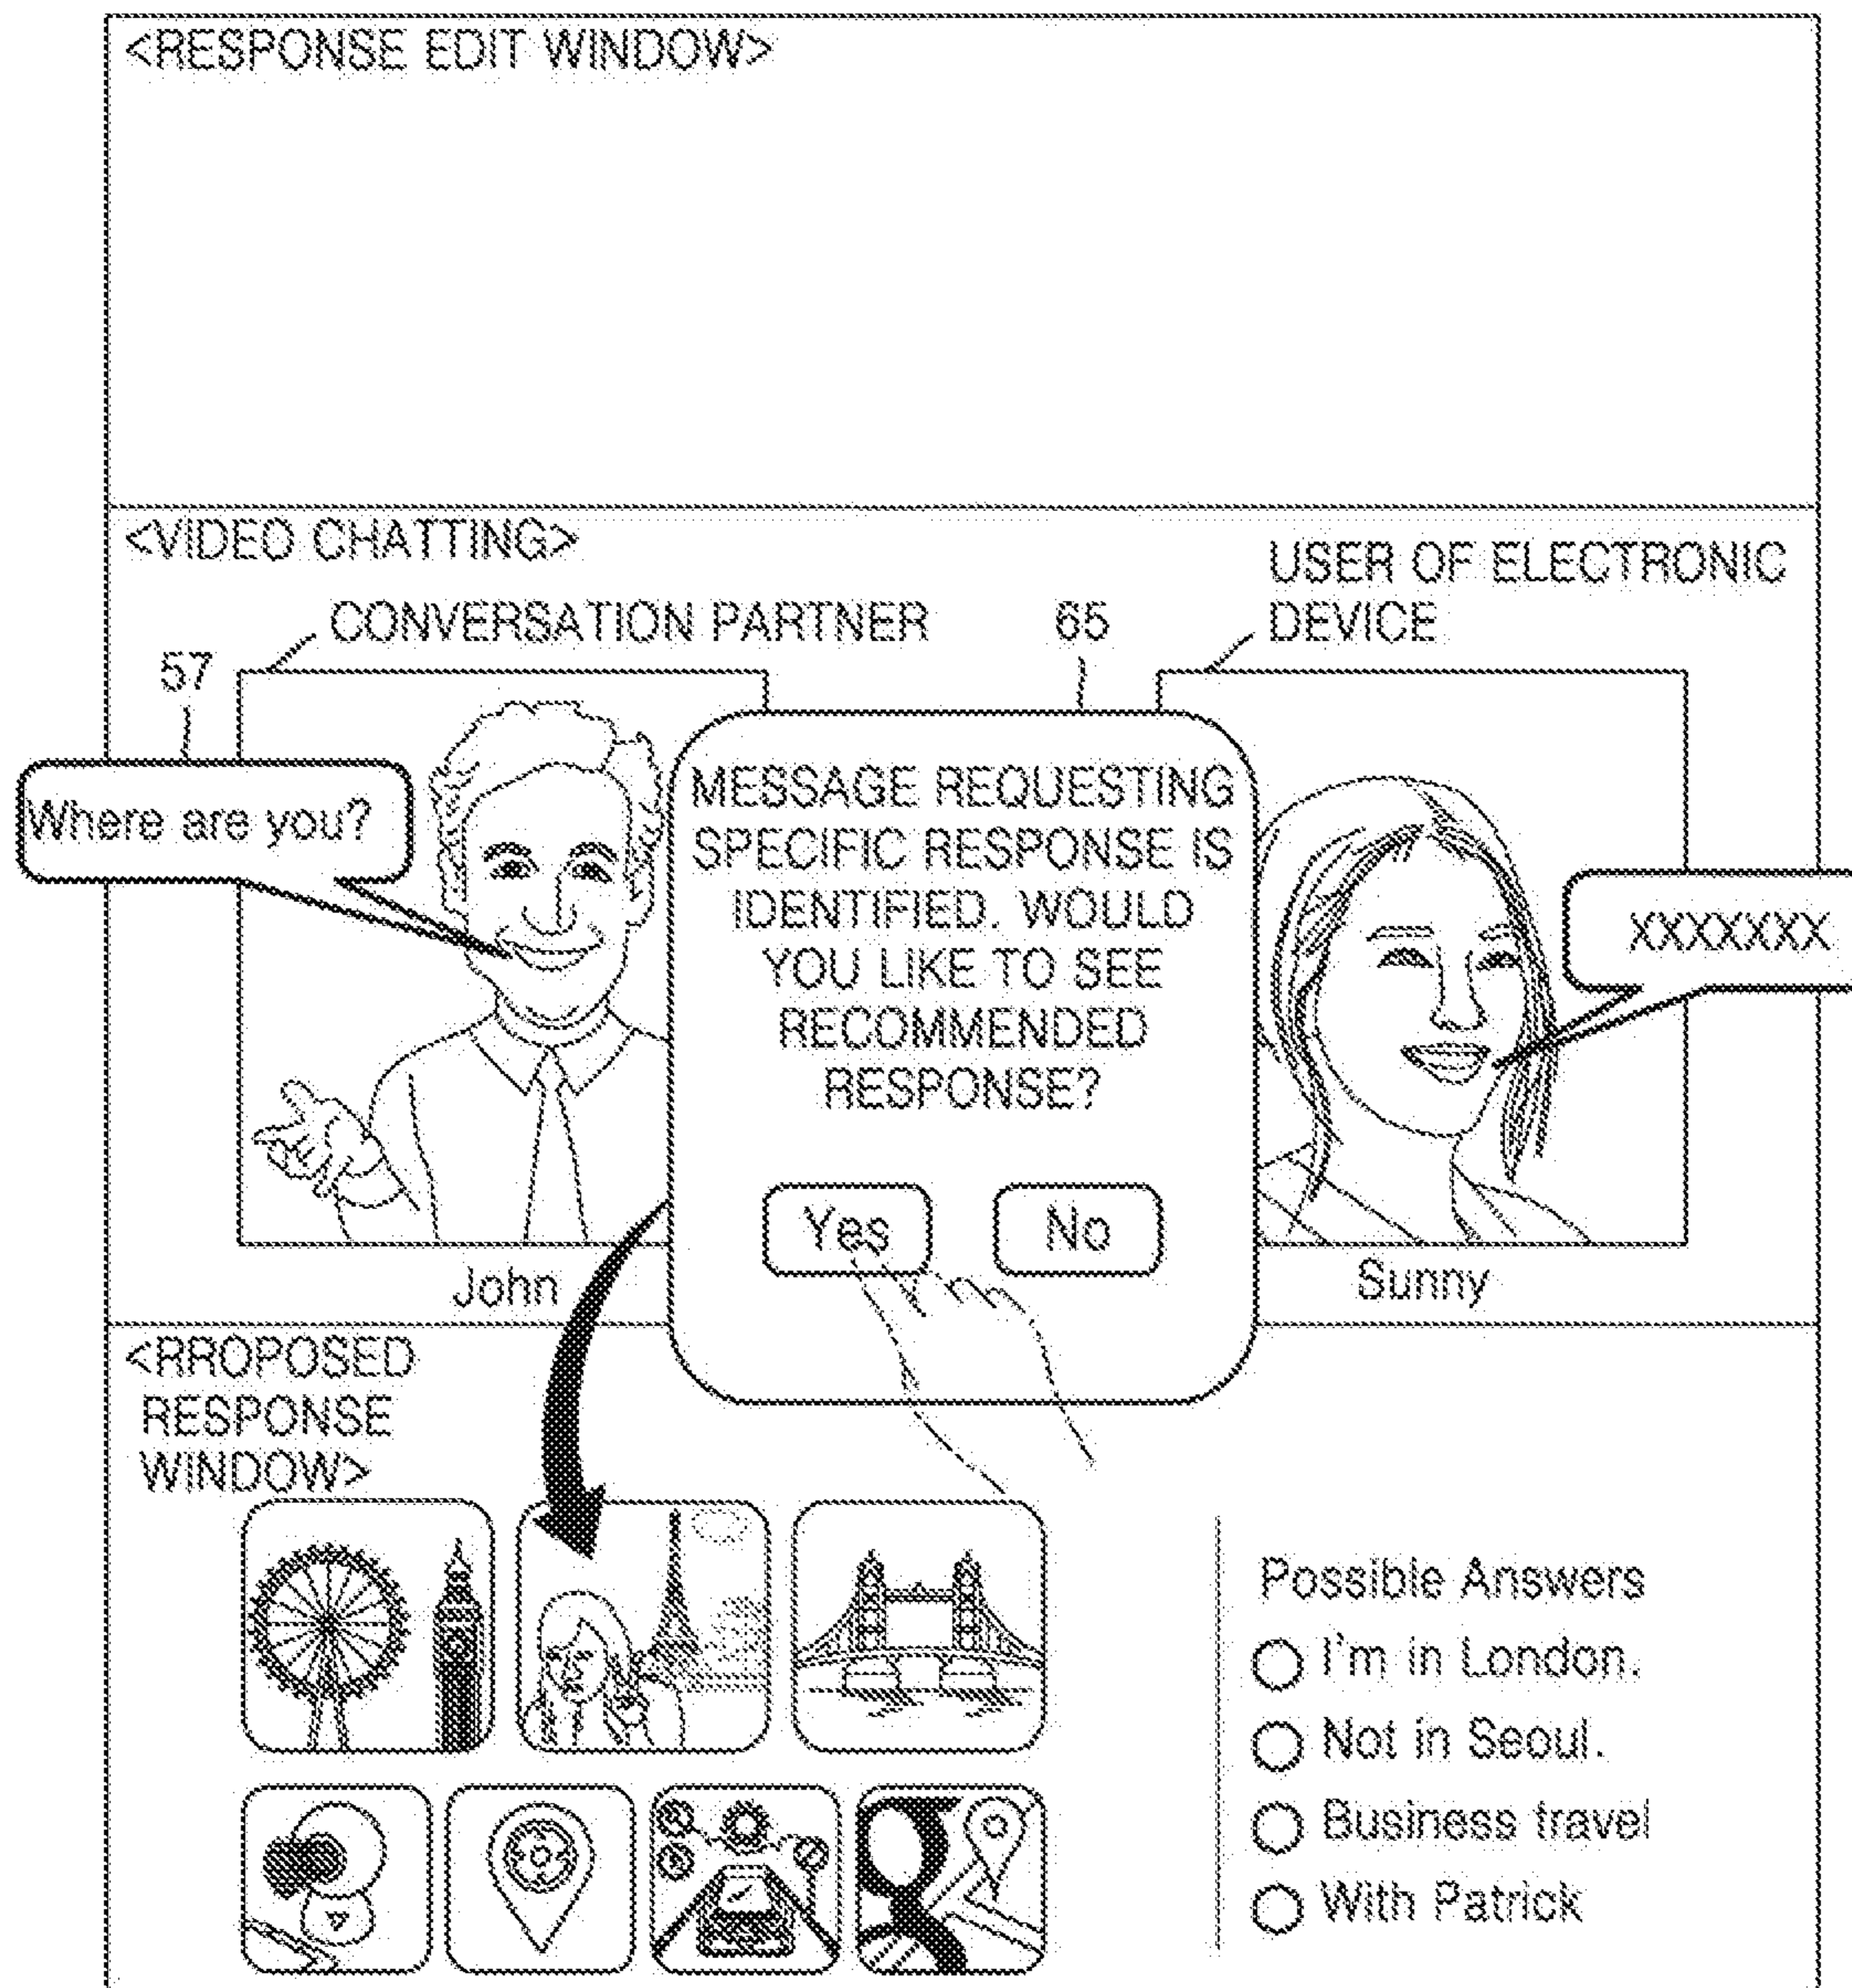 <RESPONSE EDIT WINDOW>
<VIDEO CHATTING>
USER OF ELECTRONIC
DEVICE
CONVERSATION PARTNER
65
57
Where are you?
MESSAGE REQUESTING
SPECIFIC RESPONSE IS
IDENTIFIED. WOULD
YOU LIKE TO SEE
RECOMMENDED
RESPONSE?
XXXXXXX
Yes
No
John
Sunny
<RROPOSED
RESPONSE
WINDOW>
Possible Answers
I'm in London.
Not in Seoul.
Business travel
With Patrick